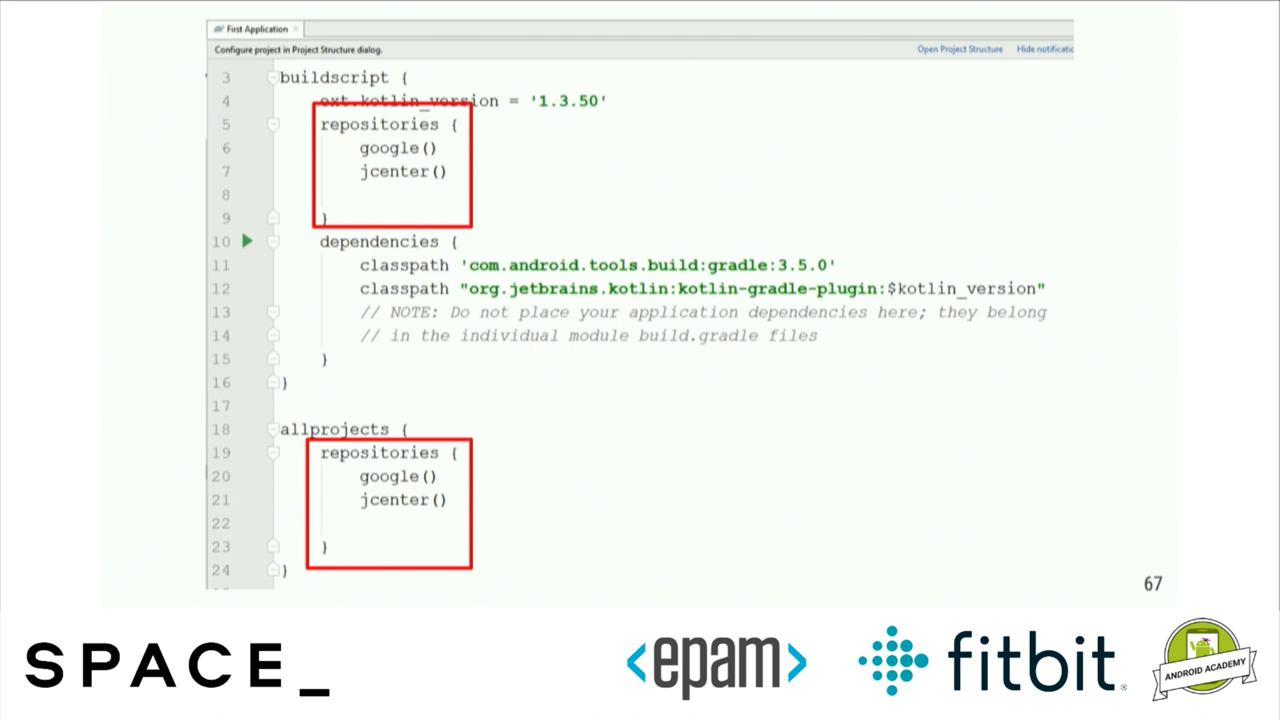 First Application
Configure project in Project Structure dialog.
Open Project Structure
Hide notificatio
3 buildscript {
4 ext.kotlin_version = '1.3.50'
5 repositories {
6 google()
7 jcenter()
8
9 }
10 dependencies {
11 classpath 'com.android.tools.build:gradle:3.5.0'
12 classpath "org.jetbrains.kotlin:kotlin-gradle-plugin:$kotlin_version"
13 // NOTE: Do not place your application dependencies here; they belong
14 // in the individual module build.gradle files
15 }
16 }
17
18 allprojects {
19 repositories {
20 google()
21 jcenter()
22
23 }
24 }
67
SPACE_
<epam>
fitbit
ANDROID ACADEMY